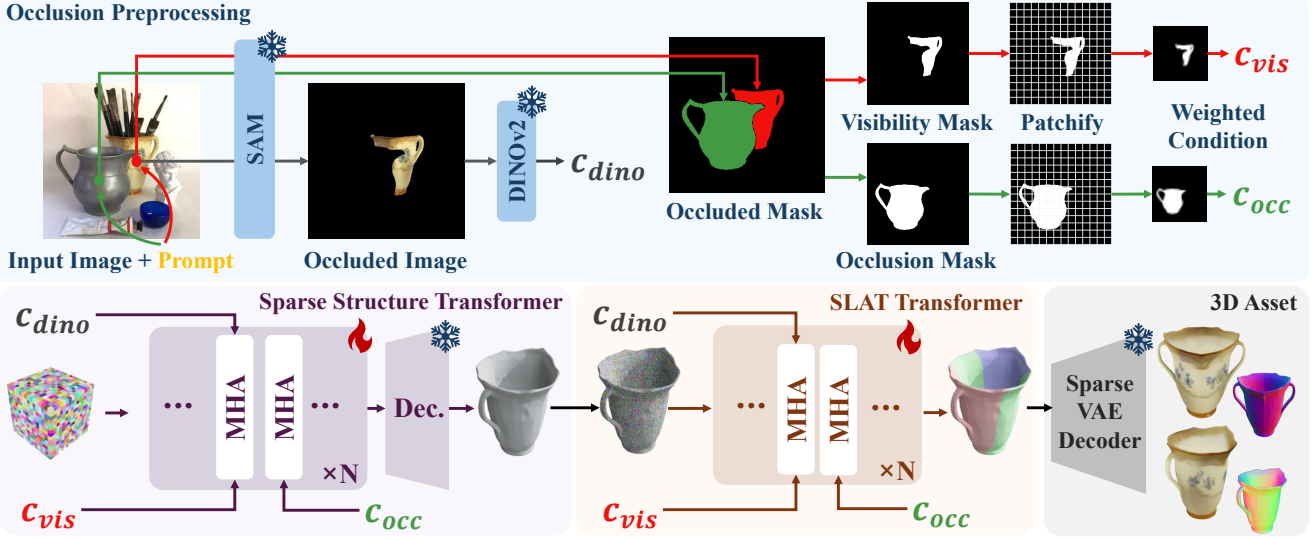 Occlusion Preprocessing
SAM
DINOv2
c_dino
Input Image + Prompt
Occluded Image
Occluded Mask
Visibility Mask
Patchify
Weighted
Condition
c_vis
Occlusion Mask
c_occ
Sparse Structure Transformer
c_dino
...
MHA
MHA
...
×N
Dec.
c_vis
c_occ
SLAT Transformer
c_dino
...
MHA
MHA
...
×N
c_vis
c_occ
3D Asset
Sparse
VAE
Decoder